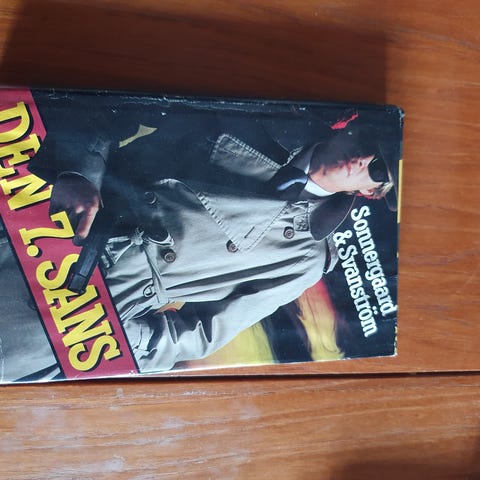 Sonnergaard
& Svanström
DEN 7. SANS